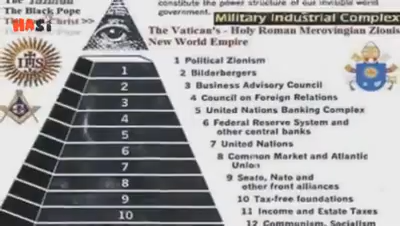 constitute the power structure of our invisible world
government.
Military Industrial Complex
The Black Pope
Christ >>
HASi
The Vatican's - Holy Roman Merovingian Zionis
New World Empire
IHS
G
1
2
3
4
5
6
7
8
9
10
1 Political Zionism
2 Bilderbergers
3 Business Advisory Council
4 Council on Foreign Relations
5 United Nations Banking Complex
6 Federal Reserve System and
other central banks
7 United Nations
8 Common Market and Atlantic
Union
9 Seato, Nato and
other front alliances
10 Tax-free foundations
11 Income and Estate Taxes
12 Communism, Socialism